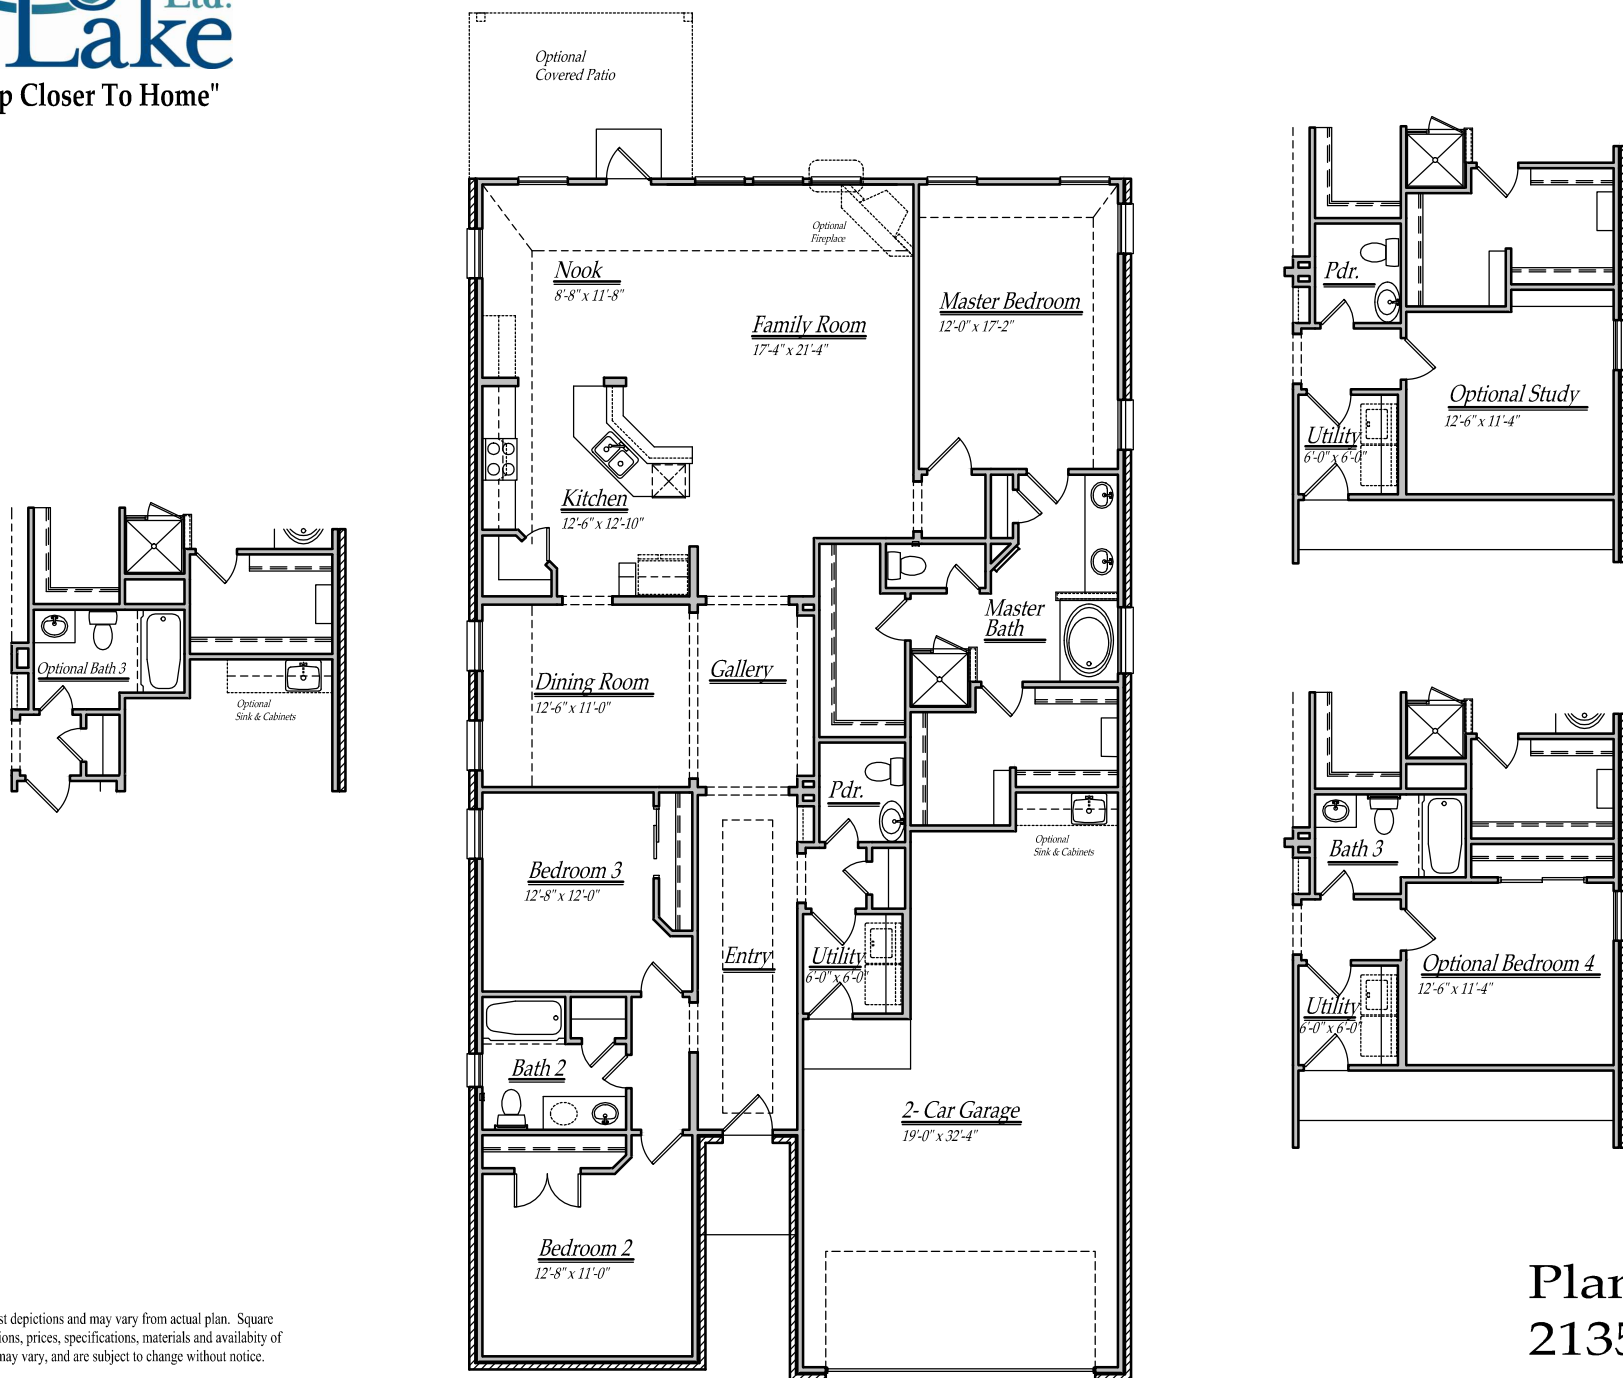 Ltd.
Lake
p Closer To Home"
Optional
Covered Patio
Optional
Fireplace
Nook
8'-8" x 11'-8"
Family Room
17'-4" x 21'-4"
Master Bedroom
12'-0" x 17'-2"
Kitchen
12'-6" x 12'-10"
Master
Bath
Dining Room
12'-6" x 11'-0"
Gallery
Pdr.
Optional
Sink & Cabinets
Bedroom 3
12'-8" x 12'-0"
Entry
Utility
6'-0" x 6'-0"
Bath 2
2- Car Garage
19'-0" x 32'-4"
Bedroom 2
12'-8" x 11'-0"
Optional Bath 3
Optional
Sink & Cabinets
Pdr.
Optional Study
12'-6" x 11'-4"
Utility
6'-0" x 6'-0"
Bath 3
Optional Bedroom 4
12'-6" x 11'-4"
Utility
6'-0" x 6'-0"
st depictions and may vary from actual plan. Square
ions, prices, specifications, materials and availabity of
may vary, and are subject to change without notice.
Plan
2135